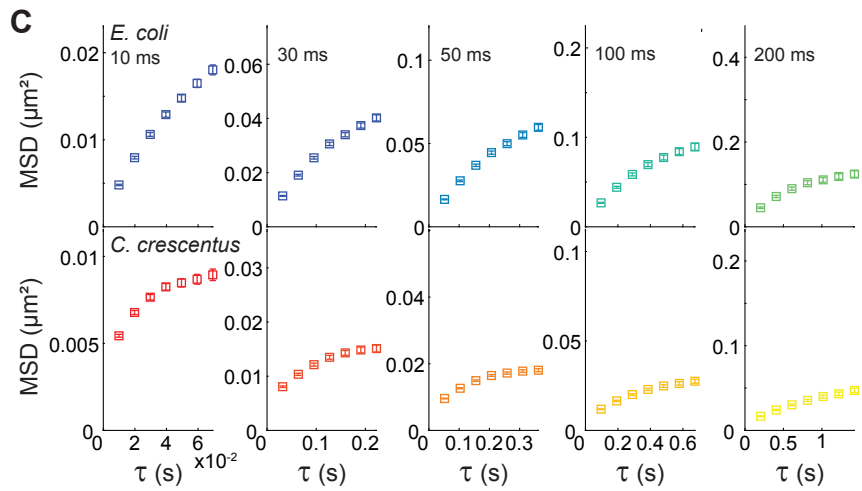 C
E. coli
10 ms
30 ms
50 ms
100 ms
200 ms
MSD (μm²)
0.02
0.01
0
0.06
0.04
0.02
0
0.1
0.05
0
0.2
0.1
0
0.4
0.2
0
C. crescentus
MSD (μm²)
0.01
0.005
0
0.03
0.02
0.01
0
0.06
0.04
0.02
0
0.1
0.05
0
0.2
0.1
0
0 2 4 6
x10⁻²
0 0.1 0.2
0 0.1 0.2 0.3
0 0.2 0.4 0.6
0 0.5 1
τ (s)
τ (s)
τ (s)
τ (s)
τ (s)